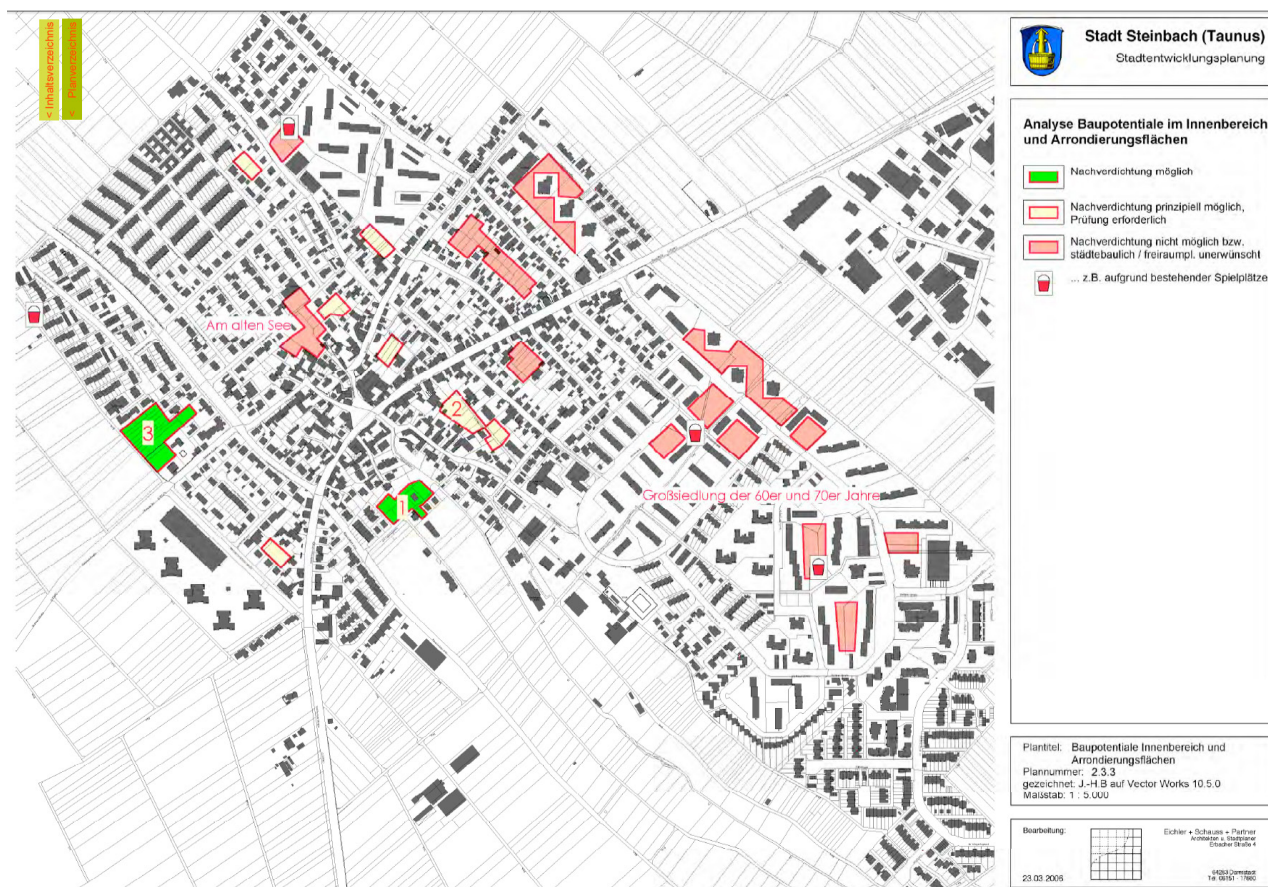 < Inhaltsverzeichnis
< Planverzeichnis
Am alten See
3
2
1
Großsiedlung der 60er und 70er Jahre
Stadt Steinbach (Taunus)
Stadtentwicklungsplanung
Analyse Baupotentiale im Innenbereich
und Arrondierungsflächen
Nachverdichtung möglich
Nachverdichtung prinzipiell möglich,
Prüfung erforderlich
Nachverdichtung nicht möglich bzw.
städtebaulich / freiraumpl. unerwünscht
... z.B. aufgrund bestehender Spielplätze
Plantitel: Baupotentiale Innenbereich und
Arrondierungsflächen
Plannummer: 2.3.3
gezeichnet: J.-H.B auf Vector Works 10.5.0
Maßstab: 1 : 5.000
Bearbeitung:
Eichler + Schauss + Partner
Architekten u. Stadtplaner
Erbacher Straße 4
64283 Darmstadt
Tel: 06151 - 17660
23.03.2006